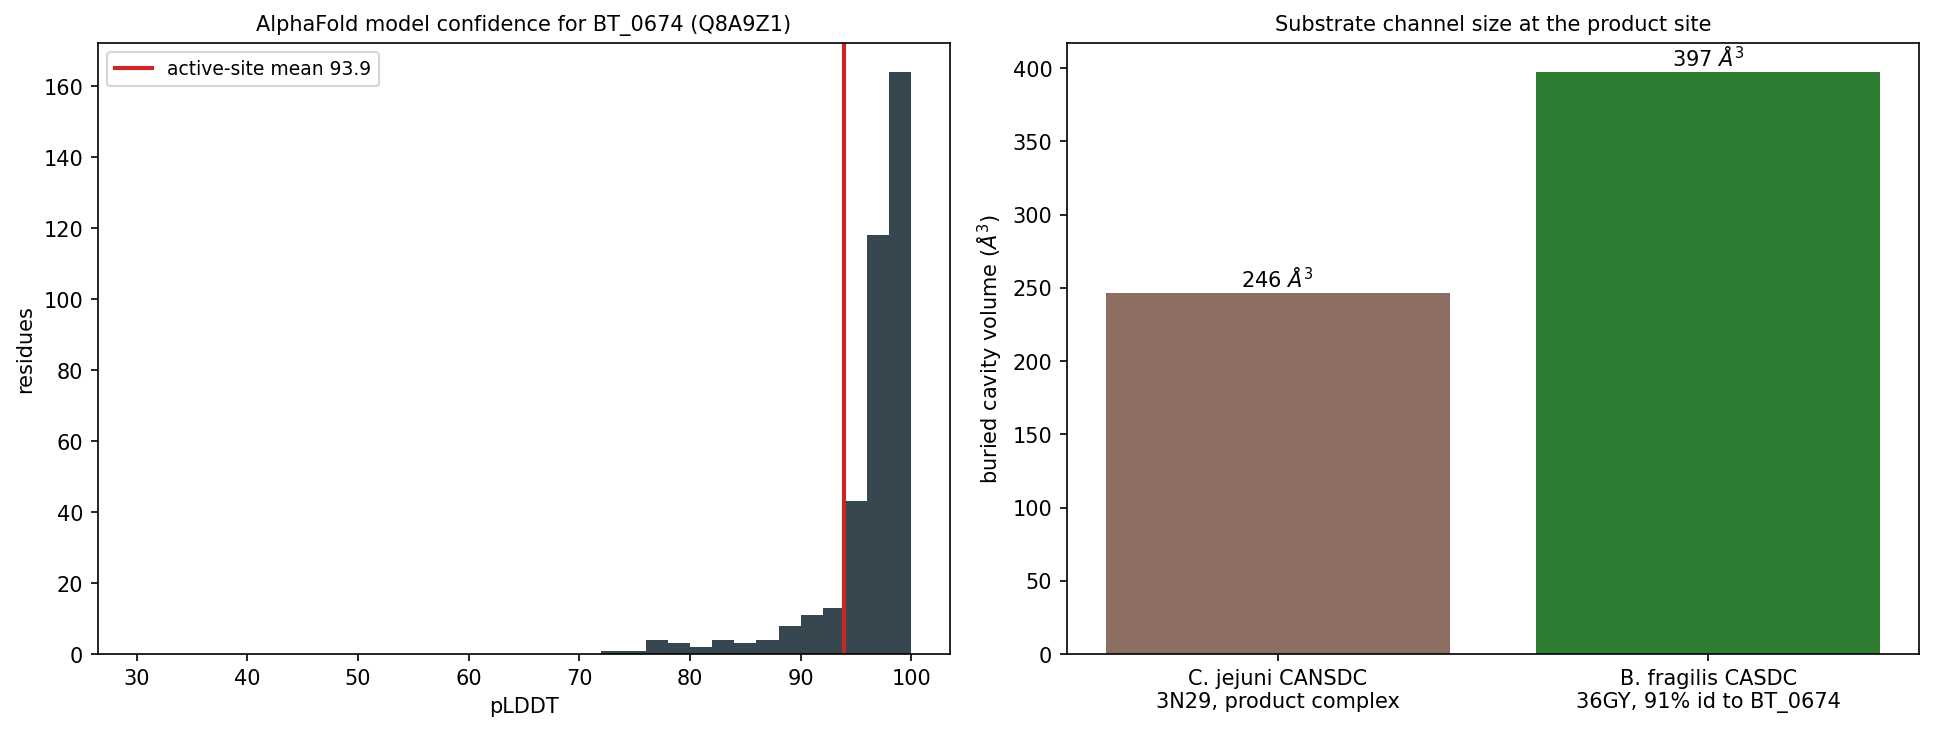 AlphaFold model confidence for BT_0674 (Q8A9Z1)
active-site mean 93.9
residues
160
140
120
100
80
60
40
20
0
30 40 50 60 70 80 90 100
pLDDT
Substrate channel size at the product site
buried cavity volume (Å³)
400
350
300
250
200
150
100
50
0
246 Å³
397 Å³
C. jejuni CANSDC
3N29, product complex
B. fragilis CASDC
36GY, 91% id to BT_0674